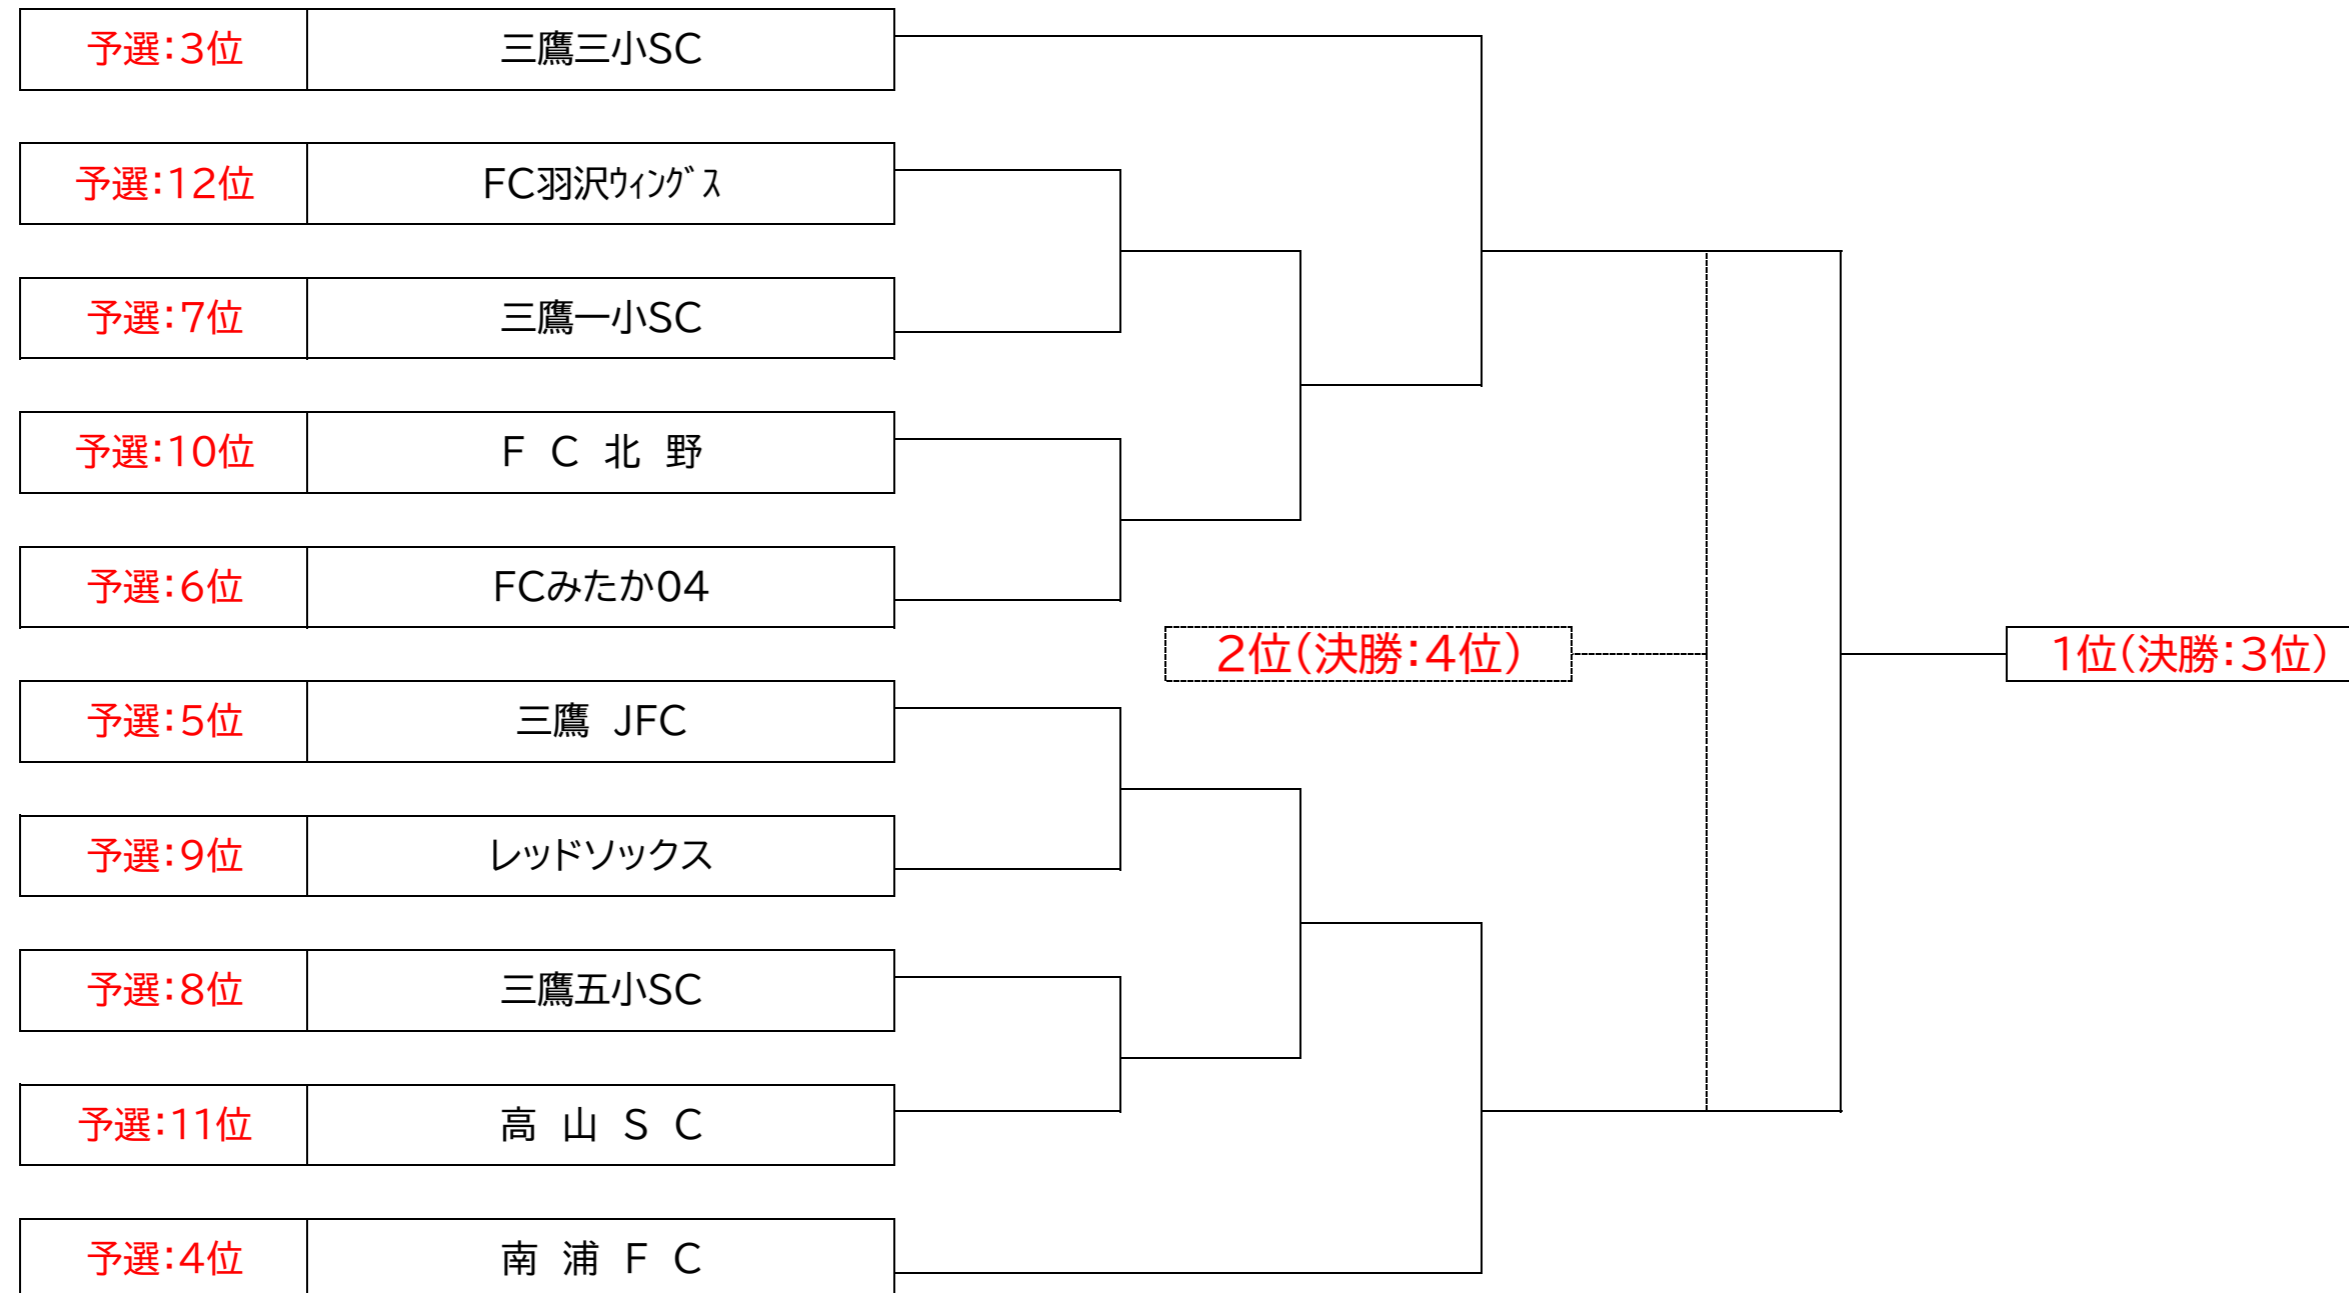 予選:3位 三鷹三小SC
予選:12位 FC羽沢ウィングス
予選:7位 三鷹一小SC
予選:10位 F C 北 野
予選:6位 FCみたか04
2位(決勝:4位) 1位(決勝:3位)
予選:5位 三鷹 JFC
予選:9位 レッドソックス
予選:8位 三鷹五小SC
予選:11位 高 山 S C
予選:4位 南 浦 F C